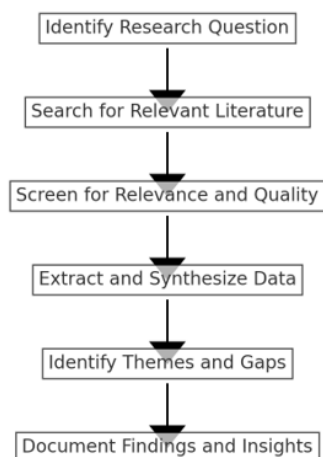 Identify Research Question
Search for Relevant Literature
Screen for Relevance and Quality
Extract and Synthesize Data
Identify Themes and Gaps
Document Findings and Insights